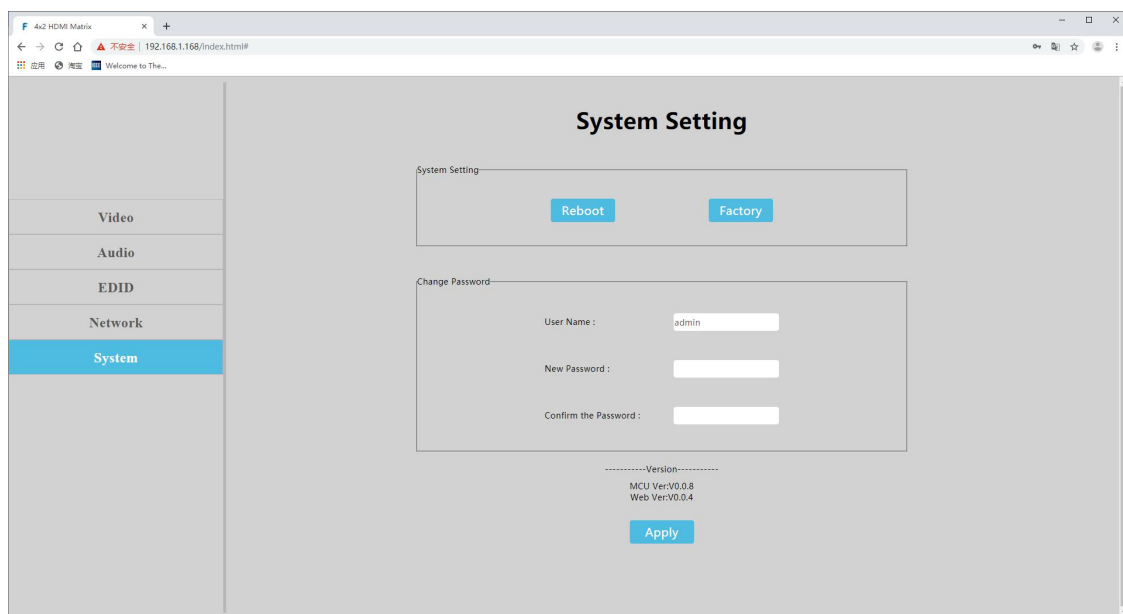 F 4x2 HDMI Matrix
不安全 | 192.168.1.168/index.html#
应用 淘宝 Welcome to The...
System Setting
System Setting
Reboot Factory
Video
Audio
EDID
Network
System
Change Password
User Name : admin
New Password :
Confirm the Password :
-----------Version-----------
MCU Ver:V0.0.8
Web Ver:V0.0.4
Apply